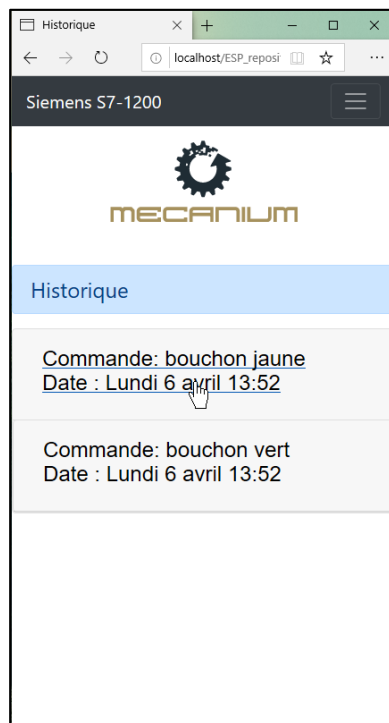 Historique
localhost/ESP_reposi
Siemens S7-1200
MECANIUM
Historique
Commande: bouchon jaune
Date : Lundi 6 avril 13:52
Commande: bouchon vert
Date : Lundi 6 avril 13:52